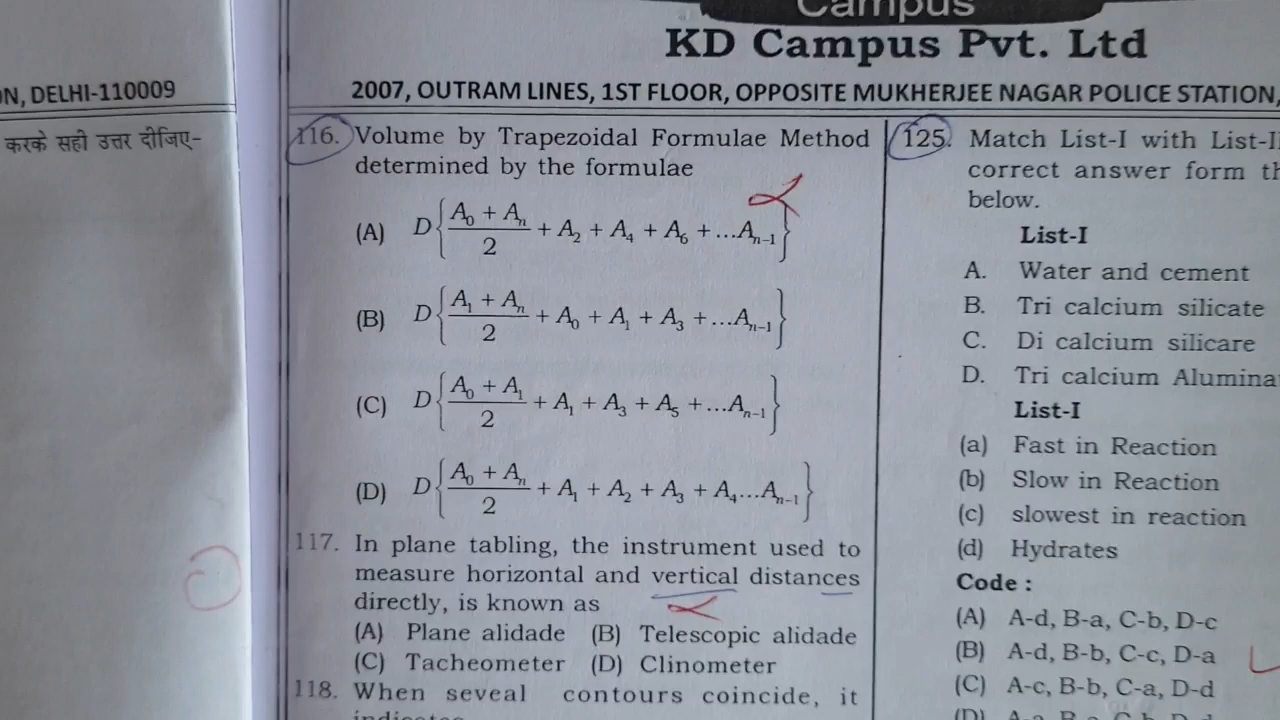 Campus
KD Campus Pvt. Ltd
N, DELHI-110009
2007, OUTRAM LINES, 1ST FLOOR, OPPOSITE MUKHERJEE NAGAR POLICE STATION,
करके सही उत्तर दीजिए-
116. Volume by Trapezoidal Formulae Method
determined by the formulae
(A) D{(A₀ + Aₙ)/2 + A₂ + A₄ + A₆ + ...Aₙ₋₁}
(B) D{(A₁ + Aₙ)/2 + A₀ + A₁ + A₃ + ...Aₙ₋₁}
(C) D{(A₀ + A₁)/2 + A₁ + A₃ + A₅ + ...Aₙ₋₁}
(D) D{(A₀ + Aₙ)/2 + A₁ + A₂ + A₃ + A₄...Aₙ₋₁}
117. In plane tabling, the instrument used to
measure horizontal and vertical distances
directly, is known as
(A) Plane alidade (B) Telescopic alidade
(C) Tacheometer (D) Clinometer
118. When seveal contours coincide, it
125. Match List-I with List-I
correct answer form
below.
List-I
A. Water and cement
B. Tri calcium silicate
C. Di calcium silicare
D. Tri calcium Alumina
List-I
(a) Fast in Reaction
(b) Slow in Reaction
(c) slowest in reaction
(d) Hydrates
Code :
(A) A-d, B-a, C-b, D-c
(B) A-d, B-b, C-c, D-a
(C) A-c, B-b, C-a, D-d